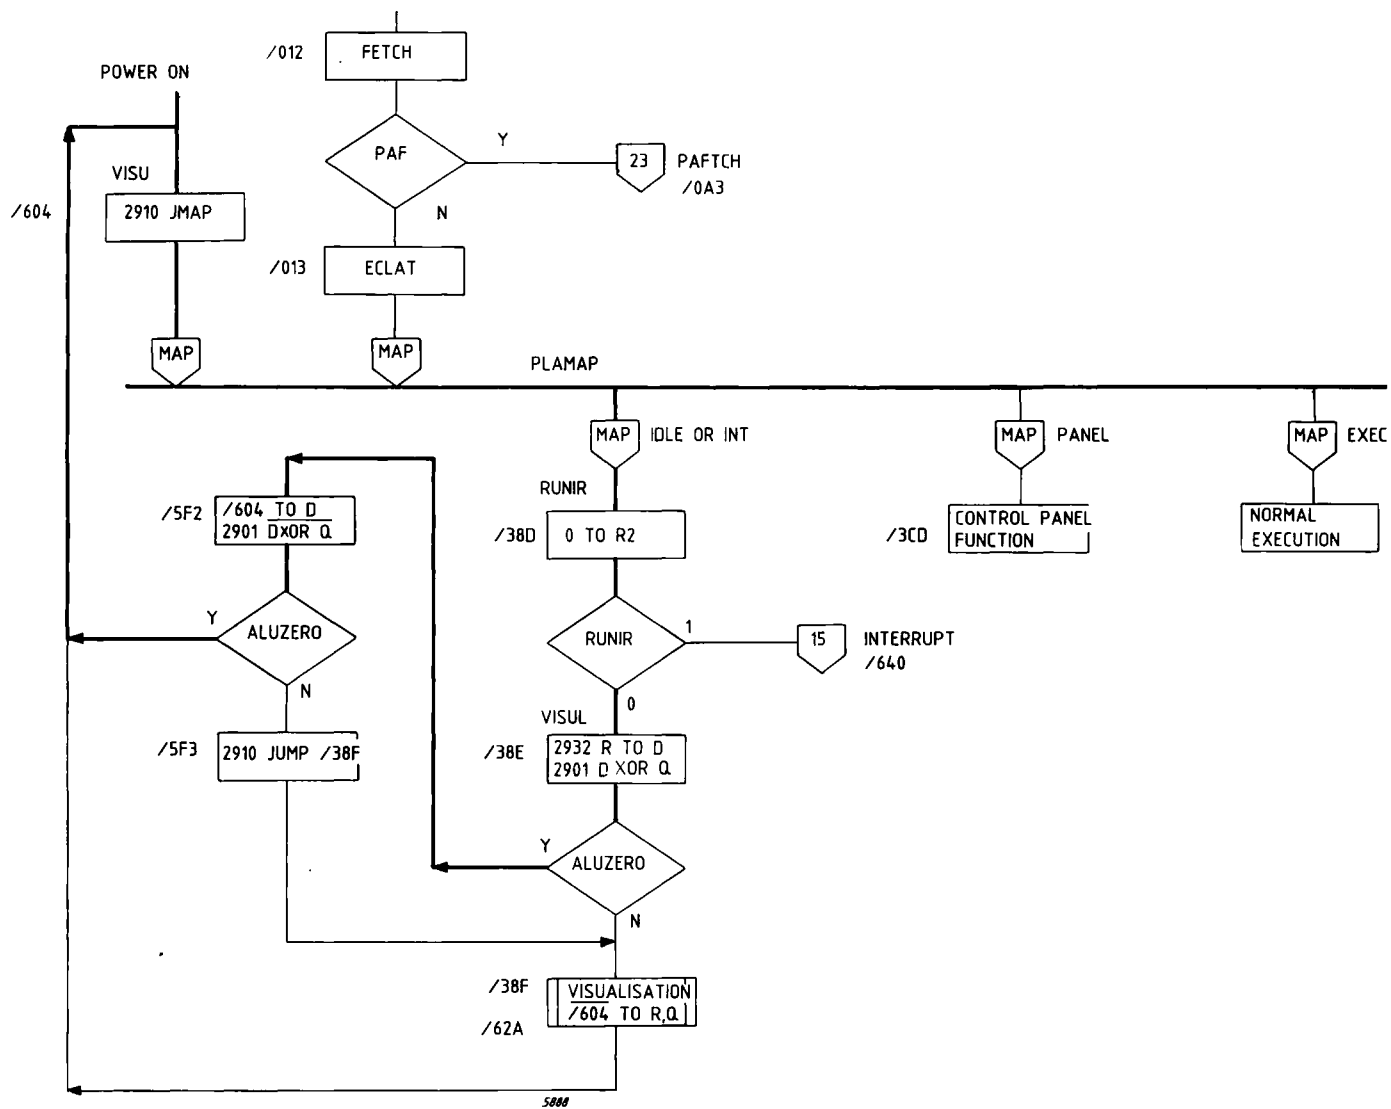 /012
FETCH
POWER ON
PAF
Y
23
PAFTCH
/0A3
VISU
/604
2910 JMAP
N
/013
ECLAT
MAP
MAP
PLAMAP
MAP
IDLE OR INT
MAP
PANEL
MAP
EXEC
RUNIR
/5F2
/604 TO D
2901 DXOR Q
/38D
0 TO R2
/3CD
CONTROL PANEL
FUNCTION
NORMAL
EXECUTION
Y
ALUZERO
N
RUNIR
1
15
INTERRUPT
/640
0
VISUL
/5F3
2910 JUMP /38F
/38E
2932 R TO D
2901 D XOR Q
Y
ALUZERO
N
/38F
VISUALISATION
/604 TO R,Q
/62A
5888